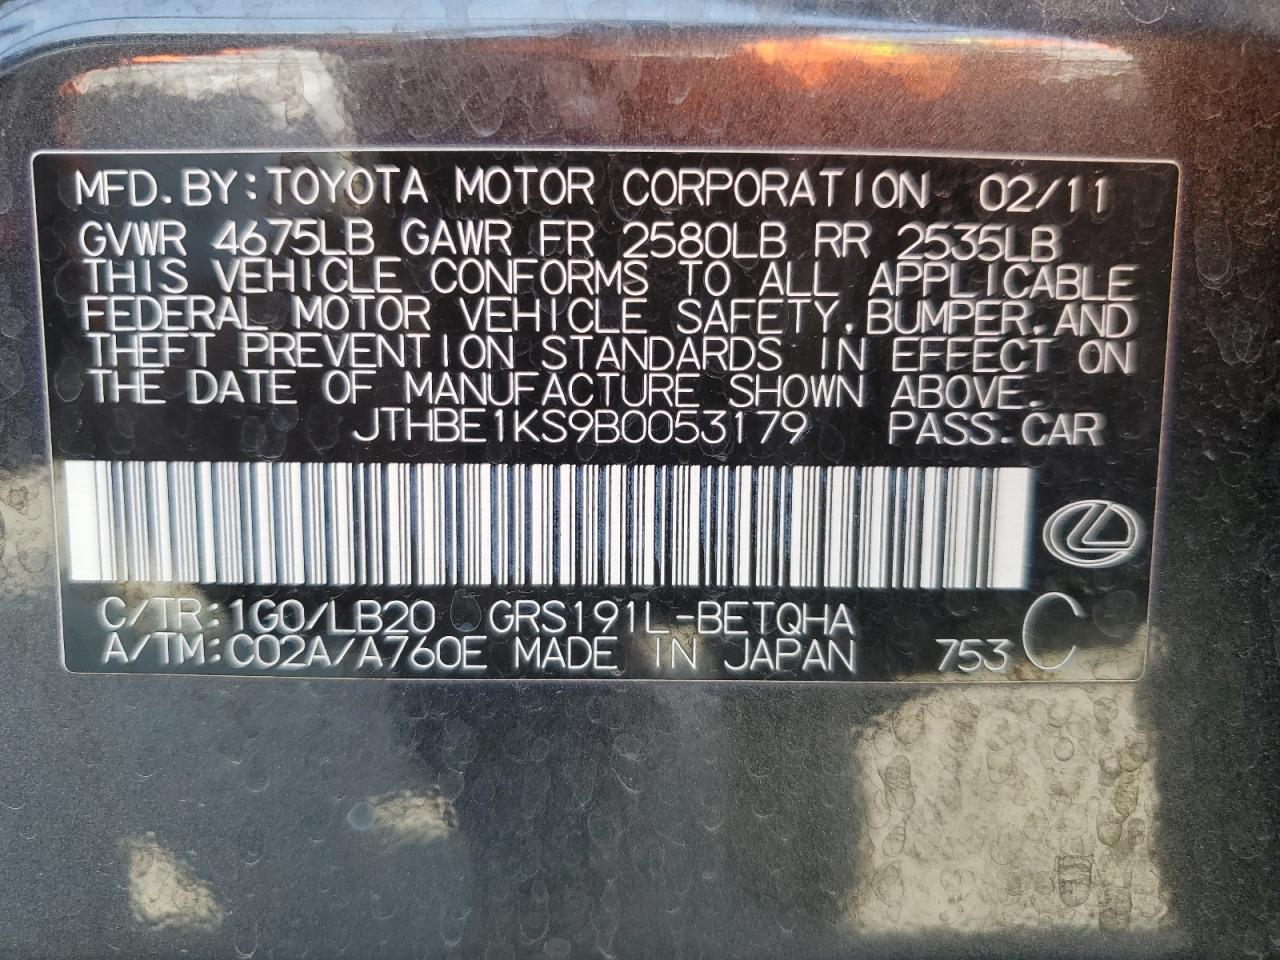 MFD. BY: TOYOTA MOTOR CORPORATION 02/11
GVWR 4675LB GAWR FR 2580LB RR 2535LB
THIS VEHICLE CONFORMS TO ALL APPLICABLE
FEDERAL MOTOR VEHICLE SAFETY, BUMPER, AND
THEFT PREVENTION STANDARDS IN EFFECT ON
THE DATE OF MANUFACTURE SHOWN ABOVE.
JTHBE1KS9B0053179 PASS. CAR
C/TR: 1G0/LB20 GRS191L-BETQHA
A/TM: C02A/A760E MADE IN JAPAN 753 C